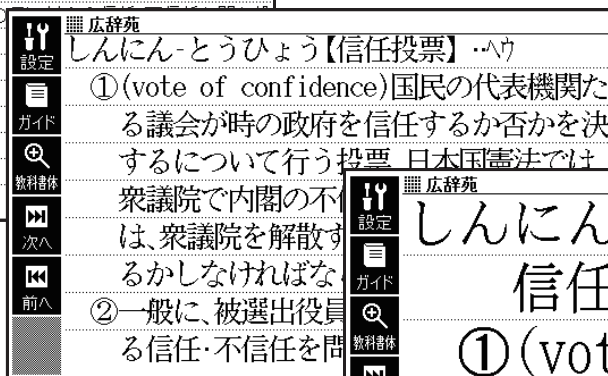 広辞苑
しんにん‐とうひょう【信任投票】‥ヘウ
①(vote of confidence)国民の代表機関た
る議会が時の政府を信任するか否かを決
するについて行う投票。日本国憲法では、
衆議院で内閣の不
は、衆議院を解散す
るかしなければな
②一般に、被選出役員
る信任・不信任を問
設定
ガイド
教科書体
次へ
前へ
広辞苑
しんにん
信任
①(vot
設定
ガイド
教科書体